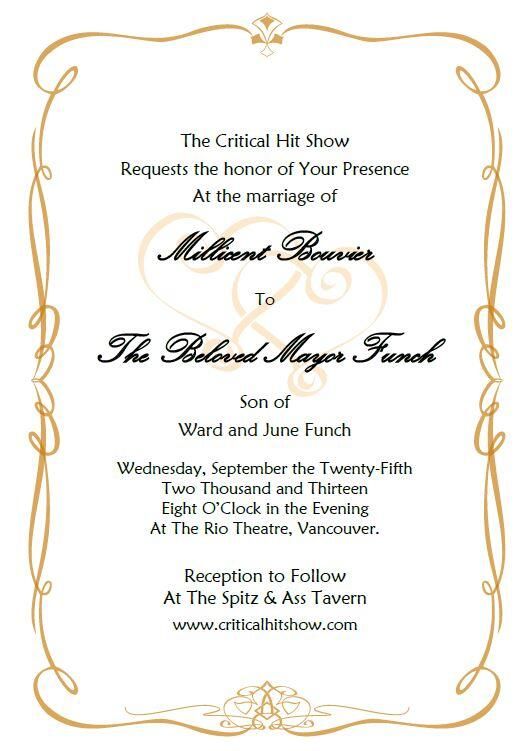 The Critical Hit Show
Requests the honor of Your Presence
At the marriage of
Millicent Bouvier
To
The Beloved Mayor Funch
Son of
Ward and June Funch
Wednesday, September the Twenty-Fifth
Two Thousand and Thirteen
Eight O'Clock in the Evening
At The Rio Theatre, Vancouver.
Reception to Follow
At The Spitz & Ass Tavern
www.criticalhitshow.com